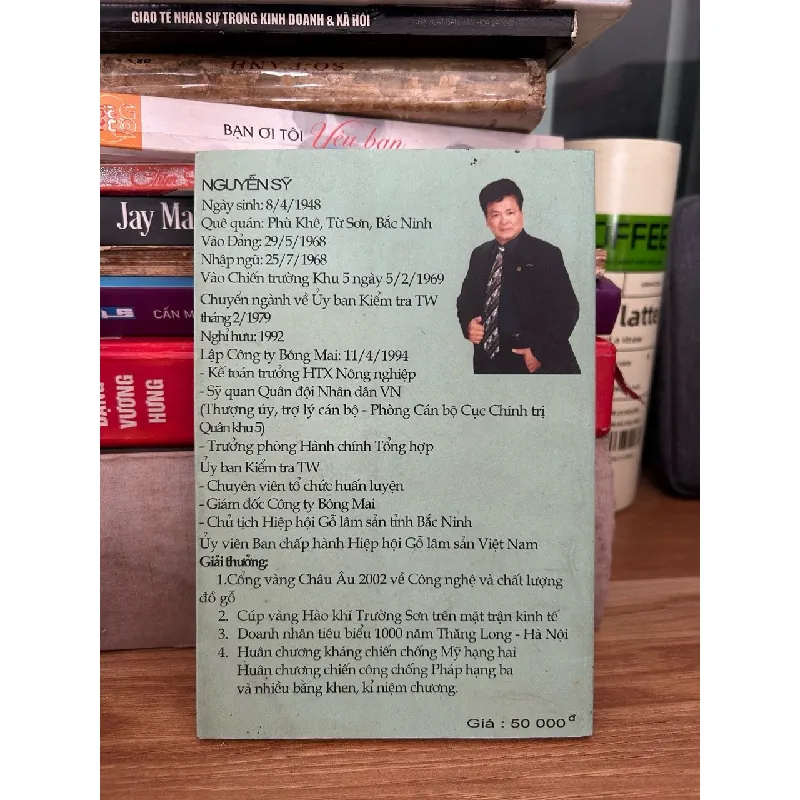 GIAO TẾ NHÂN SỰ TRONG KINH DOANH & XÃ HỘI
BẠN ƠI TÔI Yêu bạn
Jay Ma
CẨN M
ĐẶNG
VƯƠNG
HƯNG
OFFEE
latte
a straw
NGUYỄN SỸ
Ngày sinh: 8/4/1948
Quê quán: Phù Khê, Từ Sơn, Bắc Ninh
Vào Đảng: 29/5/1968
Nhập ngũ: 25/7/1968
Vào Chiến trường Khu 5 ngày 5/2/1969
Chuyển ngành về Ủy ban Kiểm tra TW
tháng 2/1979
Nghỉ hưu: 1992
Lập Công ty Bông Mai: 11/4/1994
- Kế toán trưởng HTX Nông nghiệp
- Sỹ quan Quân đội Nhân dân VN
(Thượng úy, trợ lý cán bộ - Phòng Cán bộ Cục Chính trị
Quân khu 5)
- Trưởng phòng Hành chính Tổng hợp
Ủy ban Kiểm tra TW
- Chuyên viên tổ chức huấn luyện
- Giám đốc Công ty Bông Mai
- Chủ tịch Hiệp hội Gỗ lâm sản tỉnh Bắc Ninh
Ủy viên Ban chấp hành Hiệp hội Gỗ lâm sản Việt Nam
Giải thưởng:
1.Cổng vàng Châu Âu 2002 về Công nghệ và chất lượng
đồ gỗ
2. Cúp vàng Hào khí Trường Sơn trên mặt trận kinh tế
3. Doanh nhân tiêu biểu 1000 năm Thăng Long - Hà Nội
4. Huân chương kháng chiến chống Mỹ hạng hai
Huân chương chiến công chống Pháp hạng ba
và nhiều bằng khen, kỉ niệm chương.
Giá : 50 000đ